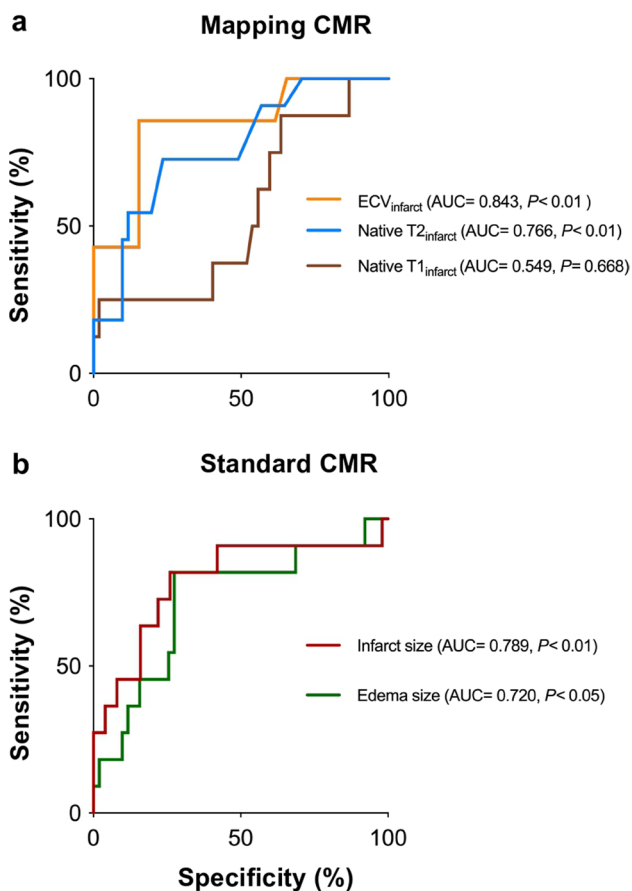 a
Mapping CMR
Sensitivity (%)
100
50
0
0
50
100
ECVinfarct (AUC= 0.843, P< 0.01 )
Native T2infarct (AUC= 0.766, P< 0.01)
Native T1infarct (AUC= 0.549, P= 0.668)
b
Standard CMR
Sensitivity (%)
100
50
0
0
50
100
Infarct size (AUC= 0.789, P< 0.01)
Edema size (AUC= 0.720, P< 0.05)
Specificity (%)